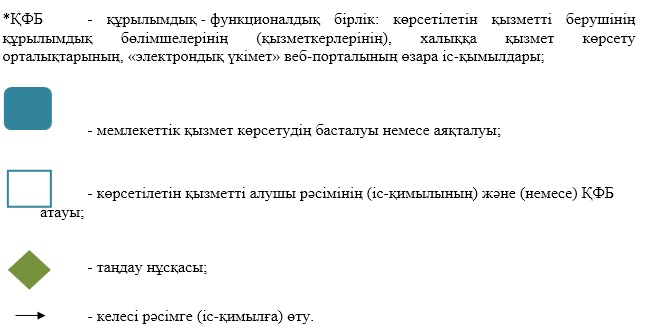 *ҚФБ - құрылымдық - функционалдық бірлік: көрсетілетін қызметті берушінің
құрылымдық бөлімшелерінің (қызметкерлерінің), халыққа қызмет көрсету
орталықтарының, «электрондық үкімет» веб-порталының өзара іс-қымылдары;
- мемлекеттік қызмет көрсетудің басталуы немесе аяқталуы;
- көрсетілетін қызметті алушы рәсімінің (іс-қимылының) және (немесе) ҚФБ
атауы;
- таңдау нұсқасы;
- келесі рәсімге (іс-қимылға) өту.